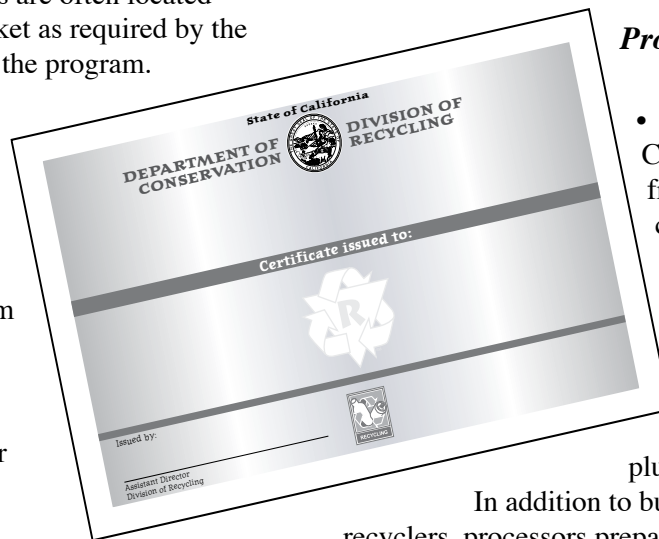 s are often located
ket as required by the
the program.
Pro
•
C
fi
m
r
State of California
DEPARTMENT OF
CONSERVATION
DIVISION OF
RECYCLING
Certificate issued to:
R
Issued by:
Assistant Director
Division of Recycling
RECYCLING
plu
In addition to bu
recyclers, processors prepa